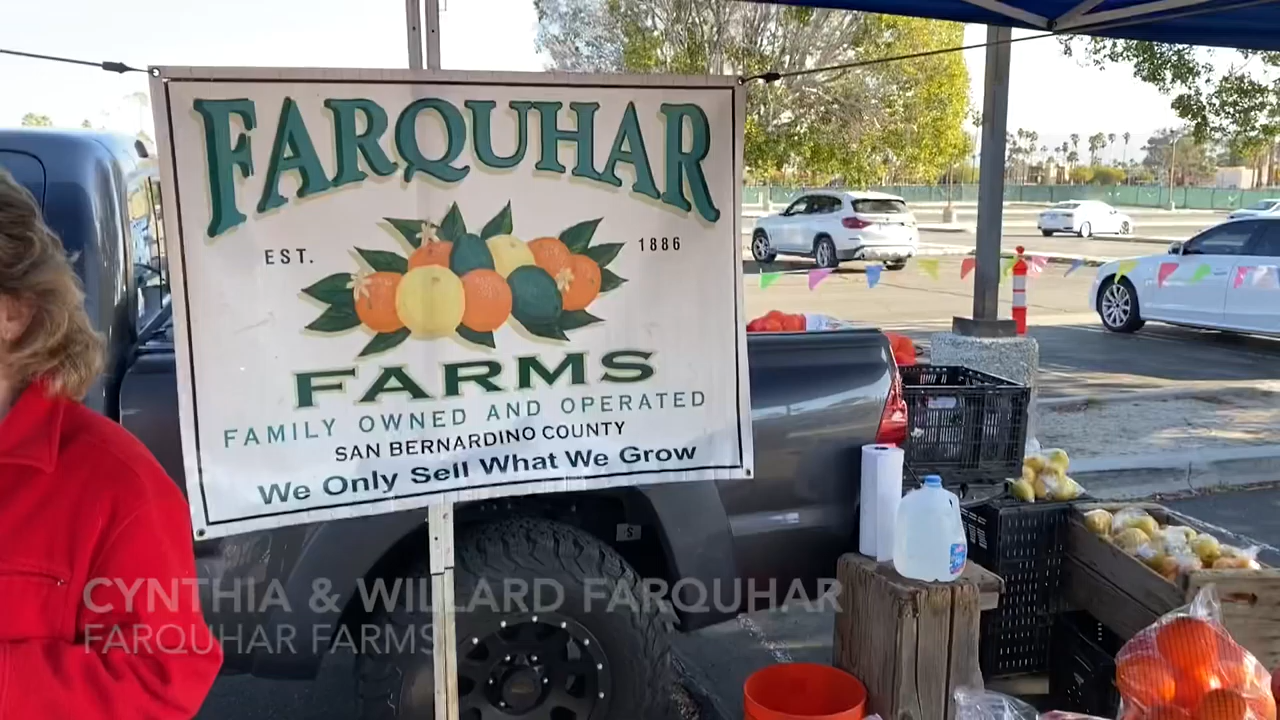 FARQUHAR
EST. 1886
FARMS
FAMILY OWNED AND OPERATED
SAN BERNARDINO COUNTY
We Only Sell What We Grow
S
CYNTHIA & WILLARD FARQUHAR
FARQUHAR FARMS